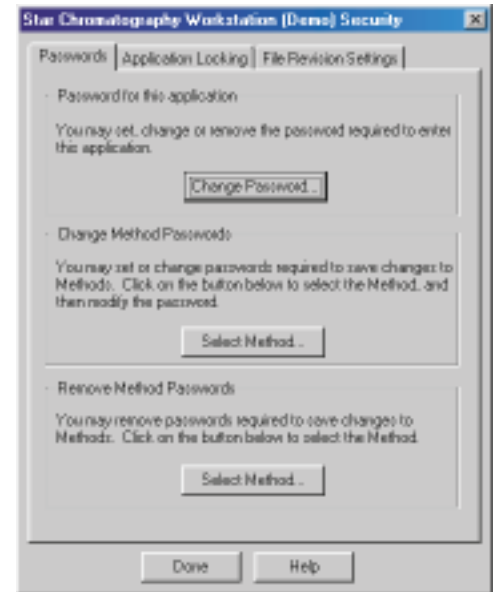 Star Chromatography Workstation (Demo) Security
Passwords Application Locking File Revision Settings
Password for this application
You may set, change or remove the password required to enter
this application.
Change Password...
Change Method Passwords
You may set or change passwords required to save changes to
Methods. Click on the button below to select the Method, and
then modify the password.
Select Method...
Remove Method Passwords
You may remove passwords required to save changes to
Methods. Click on the button below to select the Method.
Select Method...
Done Help